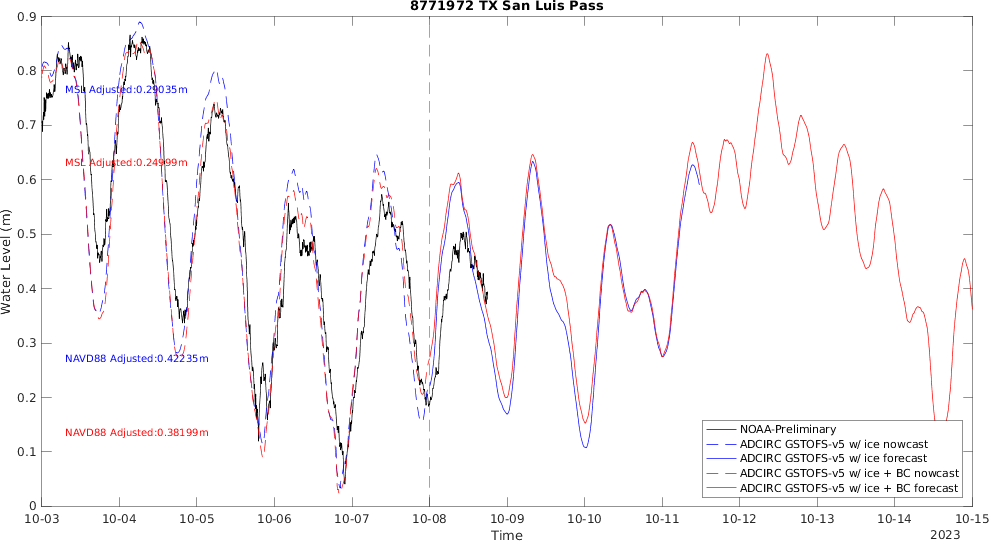 8771972 TX San Luis Pass
0.9
0.8
0.7
0.6
0.5
0.4
0.3
0.2
0.1
0
Water Level (m)
MSL Adjusted:0.29035m
MSL Adjusted:0.24999m
NAVD88 Adjusted:0.42235m
NAVD88 Adjusted:0.38199m
NOAA-Preliminary
ADCIRC GSTOFS-v5 w/ ice nowcast
ADCIRC GSTOFS-v5 w/ ice forecast
ADCIRC GSTOFS-v5 w/ ice + BC nowcast
ADCIRC GSTOFS-v5 w/ ice + BC forecast
10-03 10-04 10-05 10-06 10-07 10-08 10-09 10-10 10-11 10-12 10-13 10-14 10-15
Time
2023